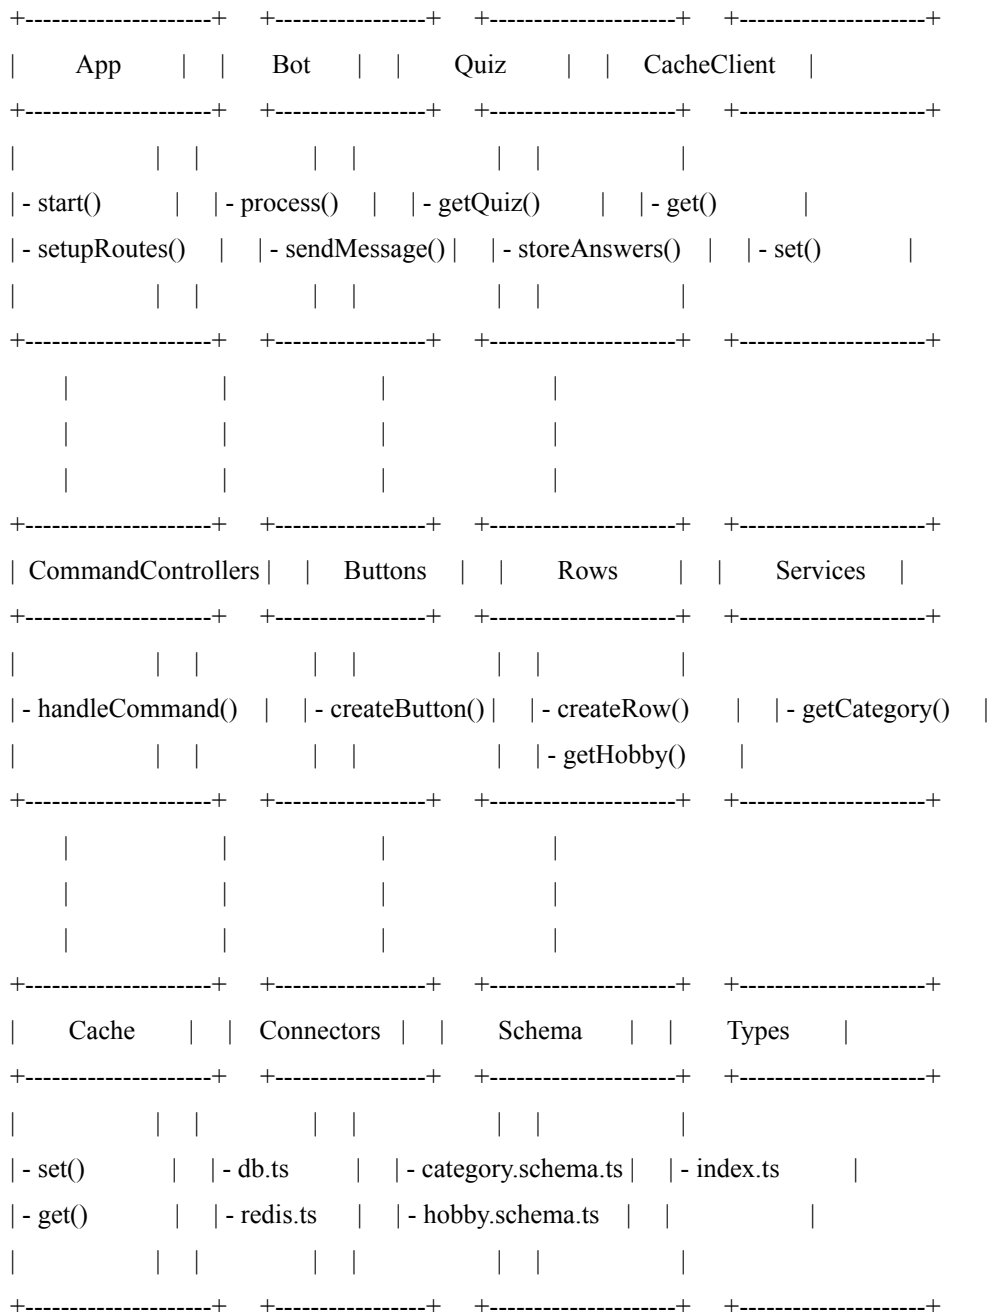 +---------------------+ +-----------------+ +---------------------+ +---------------------+
| App | | Bot | | Quiz | | CacheClient |
+---------------------+ +-----------------+ +---------------------+ +---------------------+
| | | | | | | |
| - start() | | - process() | | - getQuiz() | | - get() |
| - setupRoutes() | | - sendMessage() | | - storeAnswers() | | - set() |
| | | | | | | |
+---------------------+ +-----------------+ +---------------------+ +---------------------+
| | | |
| | | |
| | | |
+---------------------+ +-----------------+ +---------------------+ +---------------------+
| CommandControllers | | Buttons | | Rows | | Services |
+---------------------+ +-----------------+ +---------------------+ +---------------------+
| | | | | | | |
| - handleCommand() | | - createButton() | | - createRow() | | - getCategory() |
| | | | | | | - getHobby() |
+---------------------+ +-----------------+ +---------------------+ +---------------------+
| | | |
| | | |
| | | |
+---------------------+ +-----------------+ +---------------------+ +---------------------+
| Cache | | Connectors | | Schema | | Types |
+---------------------+ +-----------------+ +---------------------+ +---------------------+
| | | | | | | |
| - set() | | - db.ts | | - category.schema.ts | | - index.ts |
| - get() | | - redis.ts | | - hobby.schema.ts | | |
| | | | | | | |
+---------------------+ +-----------------+ +---------------------+ +---------------------+